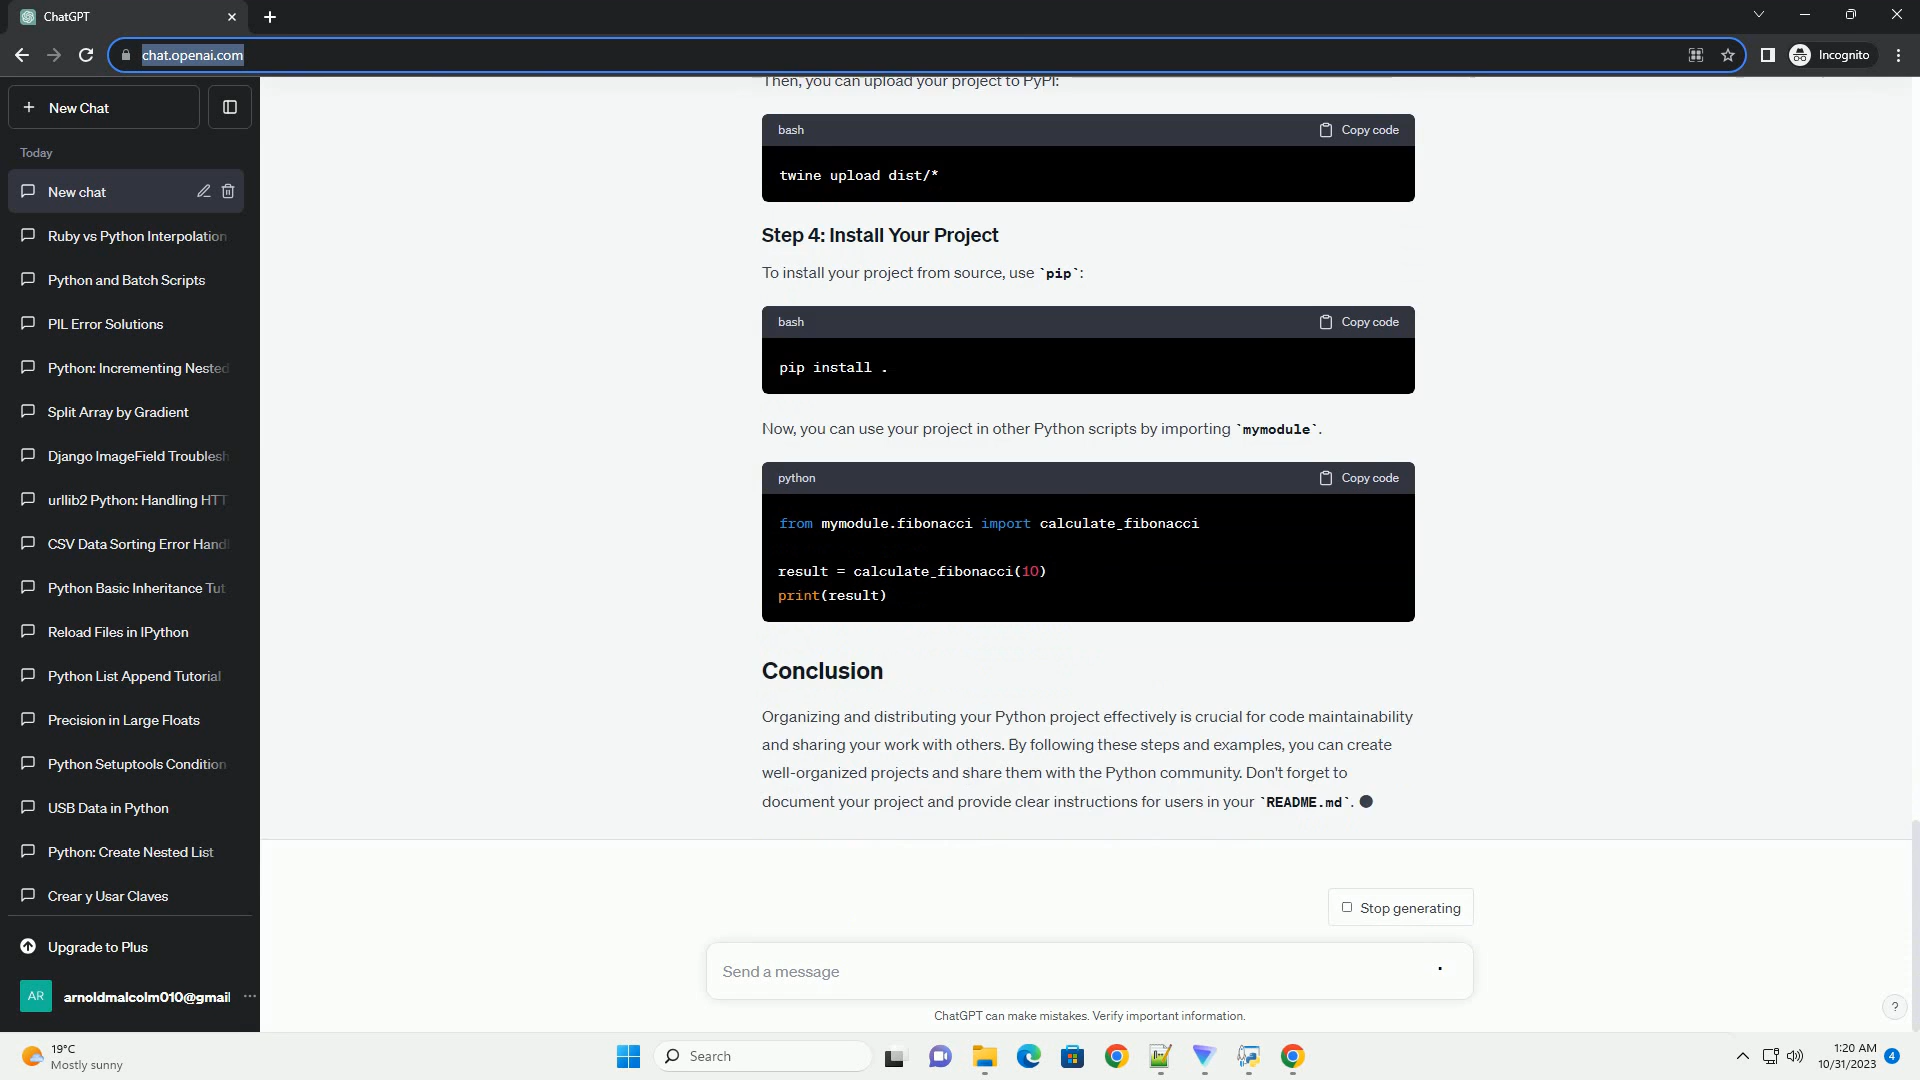 ChatGPT
chat.openai.com
Incognito
New Chat
Today
New chat
Ruby vs Python Interpolation
Python and Batch Scripts
PIL Error Solutions
Python: Incrementing Nested
Split Array by Gradient
Django ImageField Troublesh
urllib2 Python: Handling HTT
CSV Data Sorting Error Handl
Python Basic Inheritance Tut
Reload Files in IPython
Python List Append Tutorial
Precision in Large Floats
Python Setuptools Condition
USB Data in Python
Python: Create Nested List
Crear y Usar Claves
Upgrade to Plus
AR
arnoldmalcolm010@gmail
Then, you can upload your project to PyPI:
bash
Copy code
twine upload dist/*
Step 4: Install Your Project
To install your project from source, use `pip`:
bash
Copy code
pip install .
Now, you can use your project in other Python scripts by importing `mymodule`.
python
Copy code
from mymodule.fibonacci import calculate_fibonacci
result = calculate_fibonacci(10)
print(result)
Conclusion
Organizing and distributing your Python project effectively is crucial for code maintainability
and sharing your work with others. By following these steps and examples, you can create
well-organized projects and share them with the Python community. Don't forget to
document your project and provide clear instructions for users in your `README.md`.
Stop generating
Send a message
ChatGPT can make mistakes. Verify important information.
?
19°C
Mostly sunny
Search
1:20 AM
10/31/2023
4